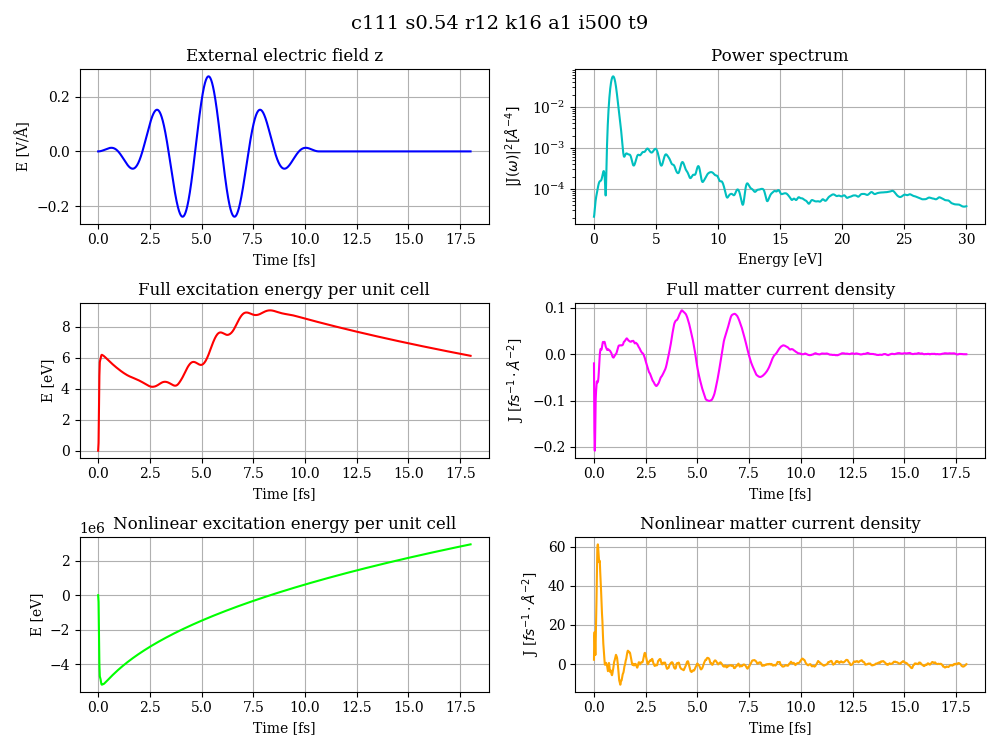 c111 s0.54 r12 k16 a1 i500 t9
External electric field z
E [V/Å]
0.2
0.0
−0.2
0.0 2.5 5.0 7.5 10.0 12.5 15.0 17.5
Time [fs]
Power spectrum
|J(ω)|²[Å⁻⁴]
10⁻²
10⁻³
10⁻⁴
0 5 10 15 20 25 30
Energy [eV]
Full excitation energy per unit cell
E [eV]
8
6
4
2
0
0.0 2.5 5.0 7.5 10.0 12.5 15.0 17.5
Time [fs]
Full matter current density
J [fs⁻¹ · Å⁻²]
0.1
0.0
−0.1
−0.2
0.0 2.5 5.0 7.5 10.0 12.5 15.0 17.5
Time [fs]
Nonlinear excitation energy per unit cell
1e6
E [eV]
2
0
−2
−4
0.0 2.5 5.0 7.5 10.0 12.5 15.0 17.5
Time [fs]
Nonlinear matter current density
J [fs⁻¹ · Å⁻²]
60
40
20
0
0.0 2.5 5.0 7.5 10.0 12.5 15.0 17.5
Time [fs]